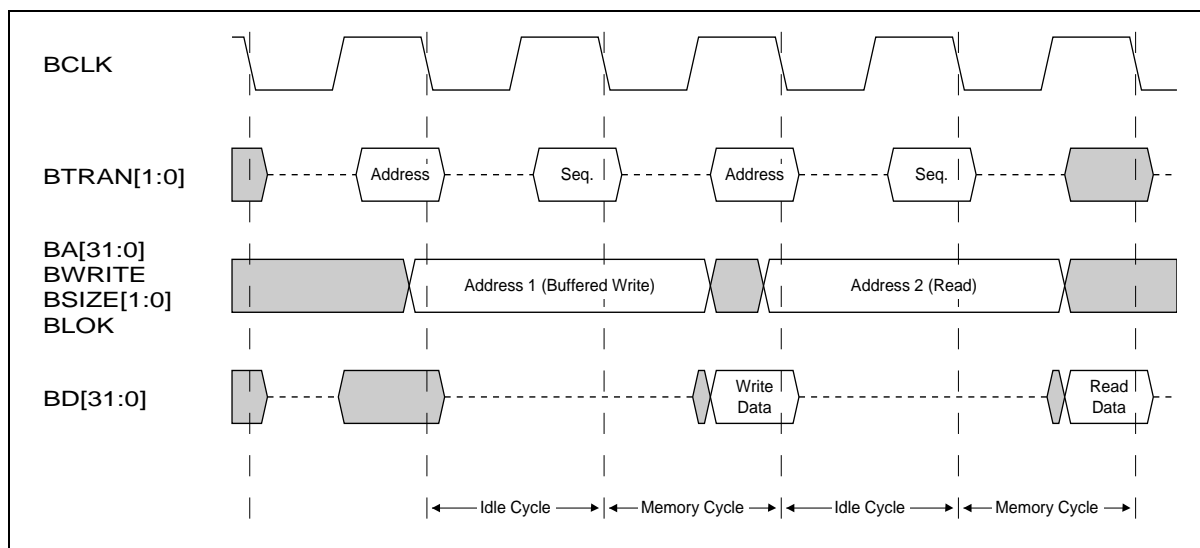 BCLK
BTRAN[1:0]
Address
Seq.
Address
Seq.
BA[31:0]
BWRITE
BSIZE[1:0]
BLOK
Address 1 (Buffered Write)
Address 2 (Read)
BD[31:0]
Write
Data
Read
Data
Idle Cycle
Memory Cycle
Idle Cycle
Memory Cycle